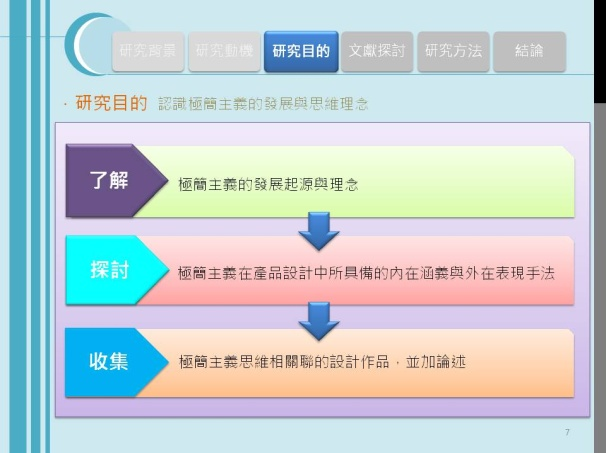 研究背景 研究動機 研究目的 文獻探討 研究方法 結論
· 研究目的 認識極簡主義的發展與思維理念
了解 極簡主義的發展起源與理念
探討 極簡主義在產品設計中所具備的內在涵義與外在表現手法
收集 極簡主義思維相關聯的設計作品，並加論述
7